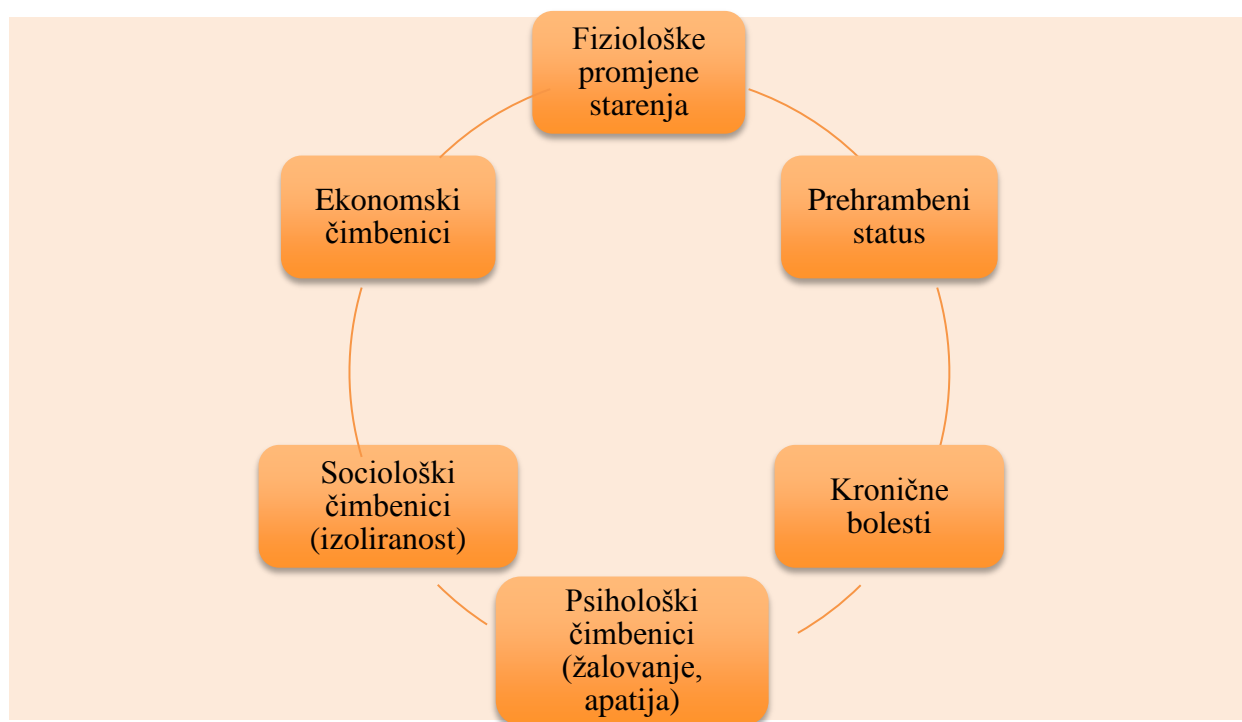 Fiziološke
promjene
starenja
Ekonomski
čimbenici
Prehrambeni
status
Sociološki
čimbenici
(izoliranost)
Kronične
bolesti
Psihološki
čimbenici
(žalovanje,
apatija)